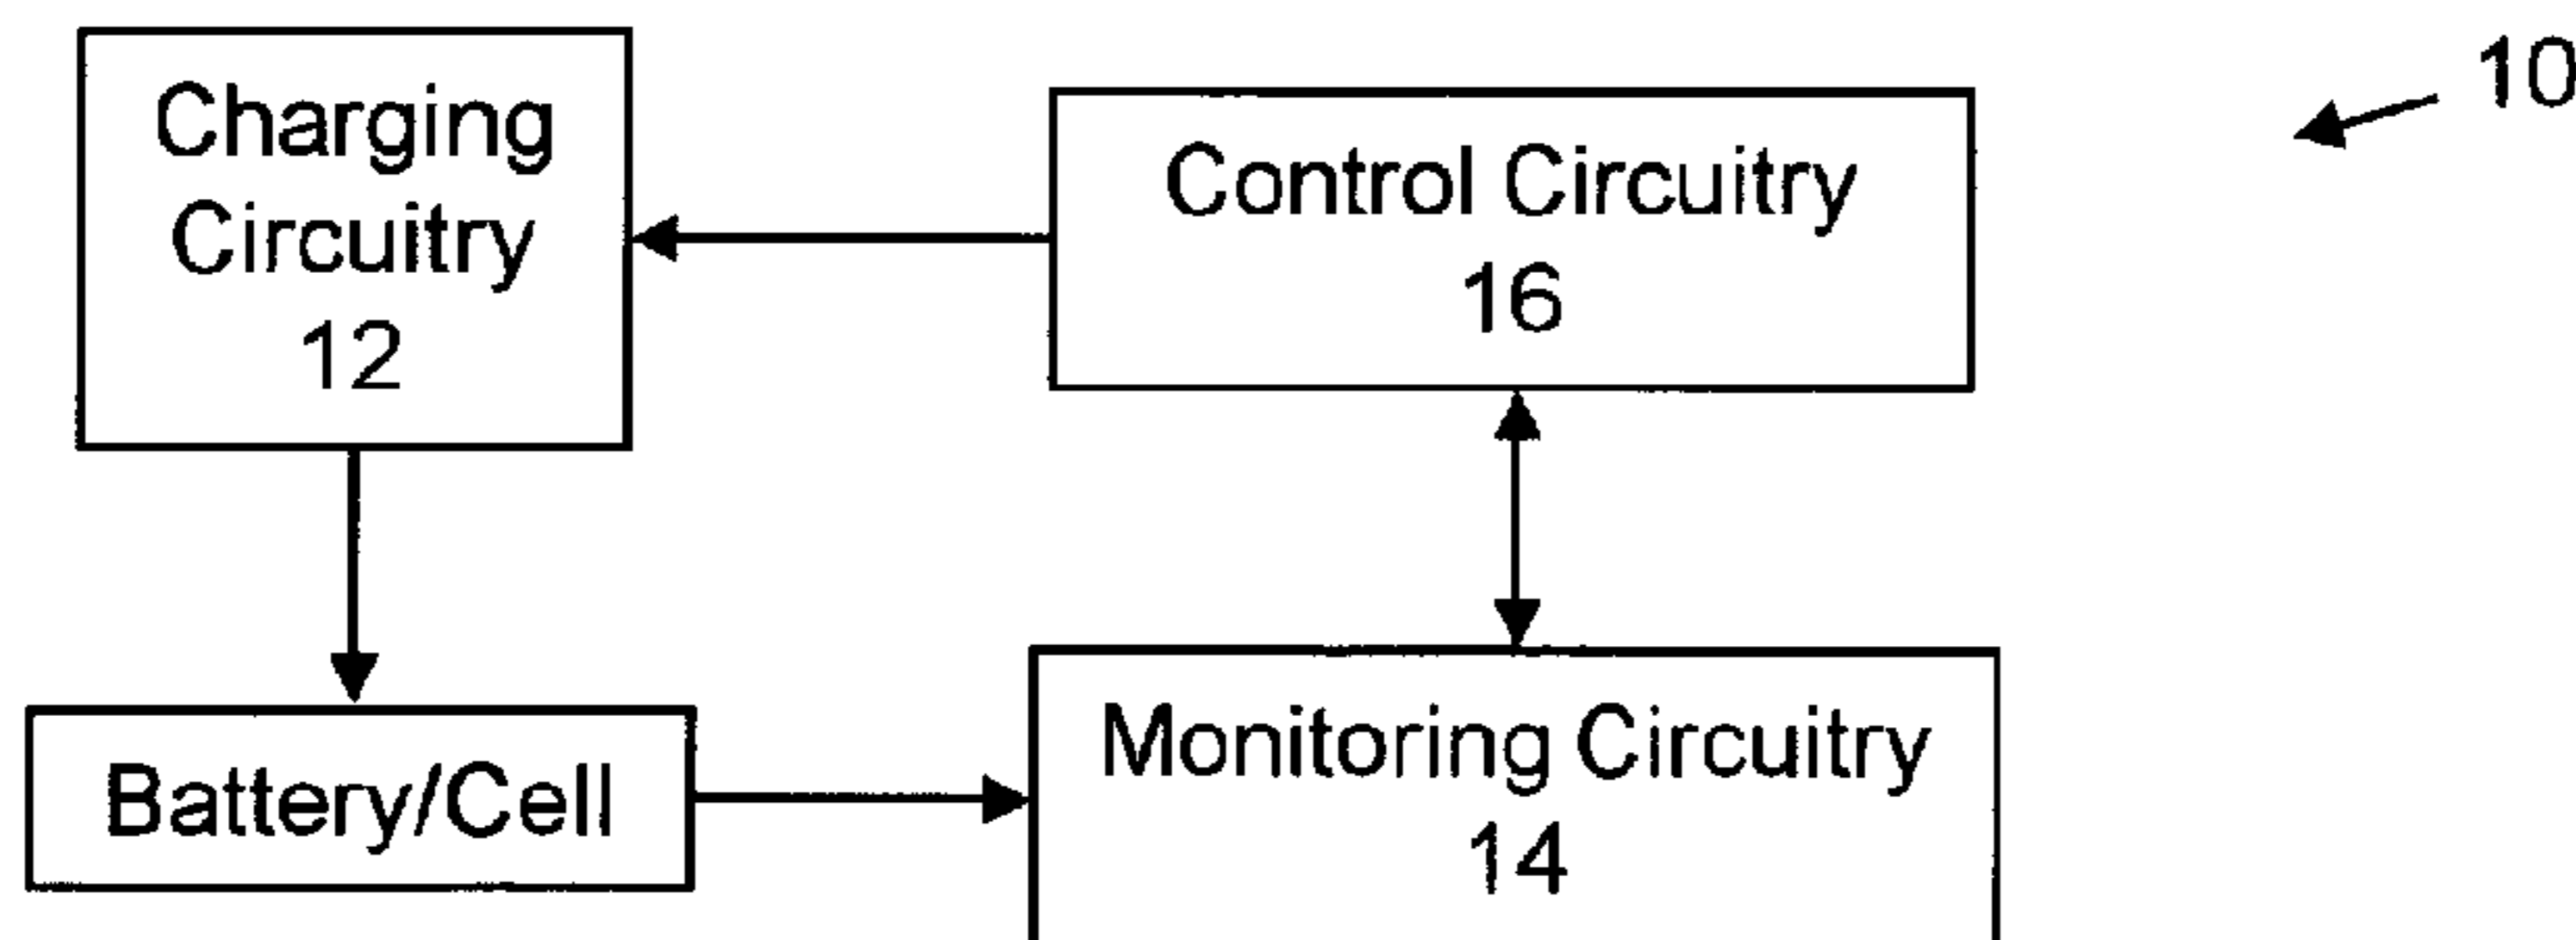 Charging
Circuitry
12
Control Circuitry
16
10
Battery/Cell
Monitoring Circuitry
14